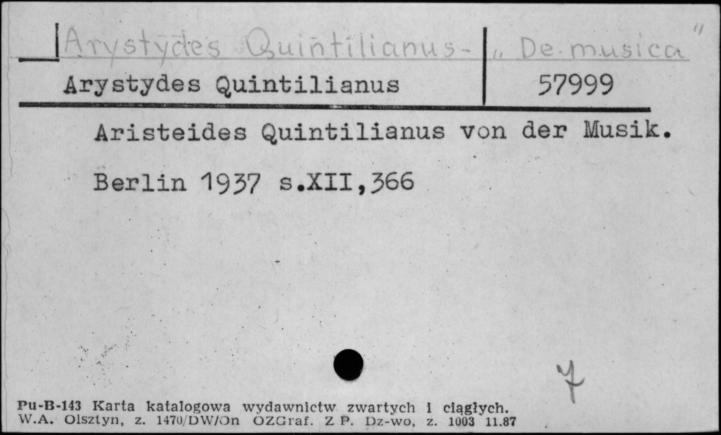 Arystydes Quintilianus - „De musica"
Arystydes Quintilianus 57999
Aristeides Quintilianus von der Musik.
Berlin 1937 s.XII,366
7
Pu-B-143 Karta katalogowa wydawnictw zwartych i ciągłych.
W.A. Olsztyn, z. 1470/DW/On OZGraf. Z P. Dz-wo, z. 1003 11.87